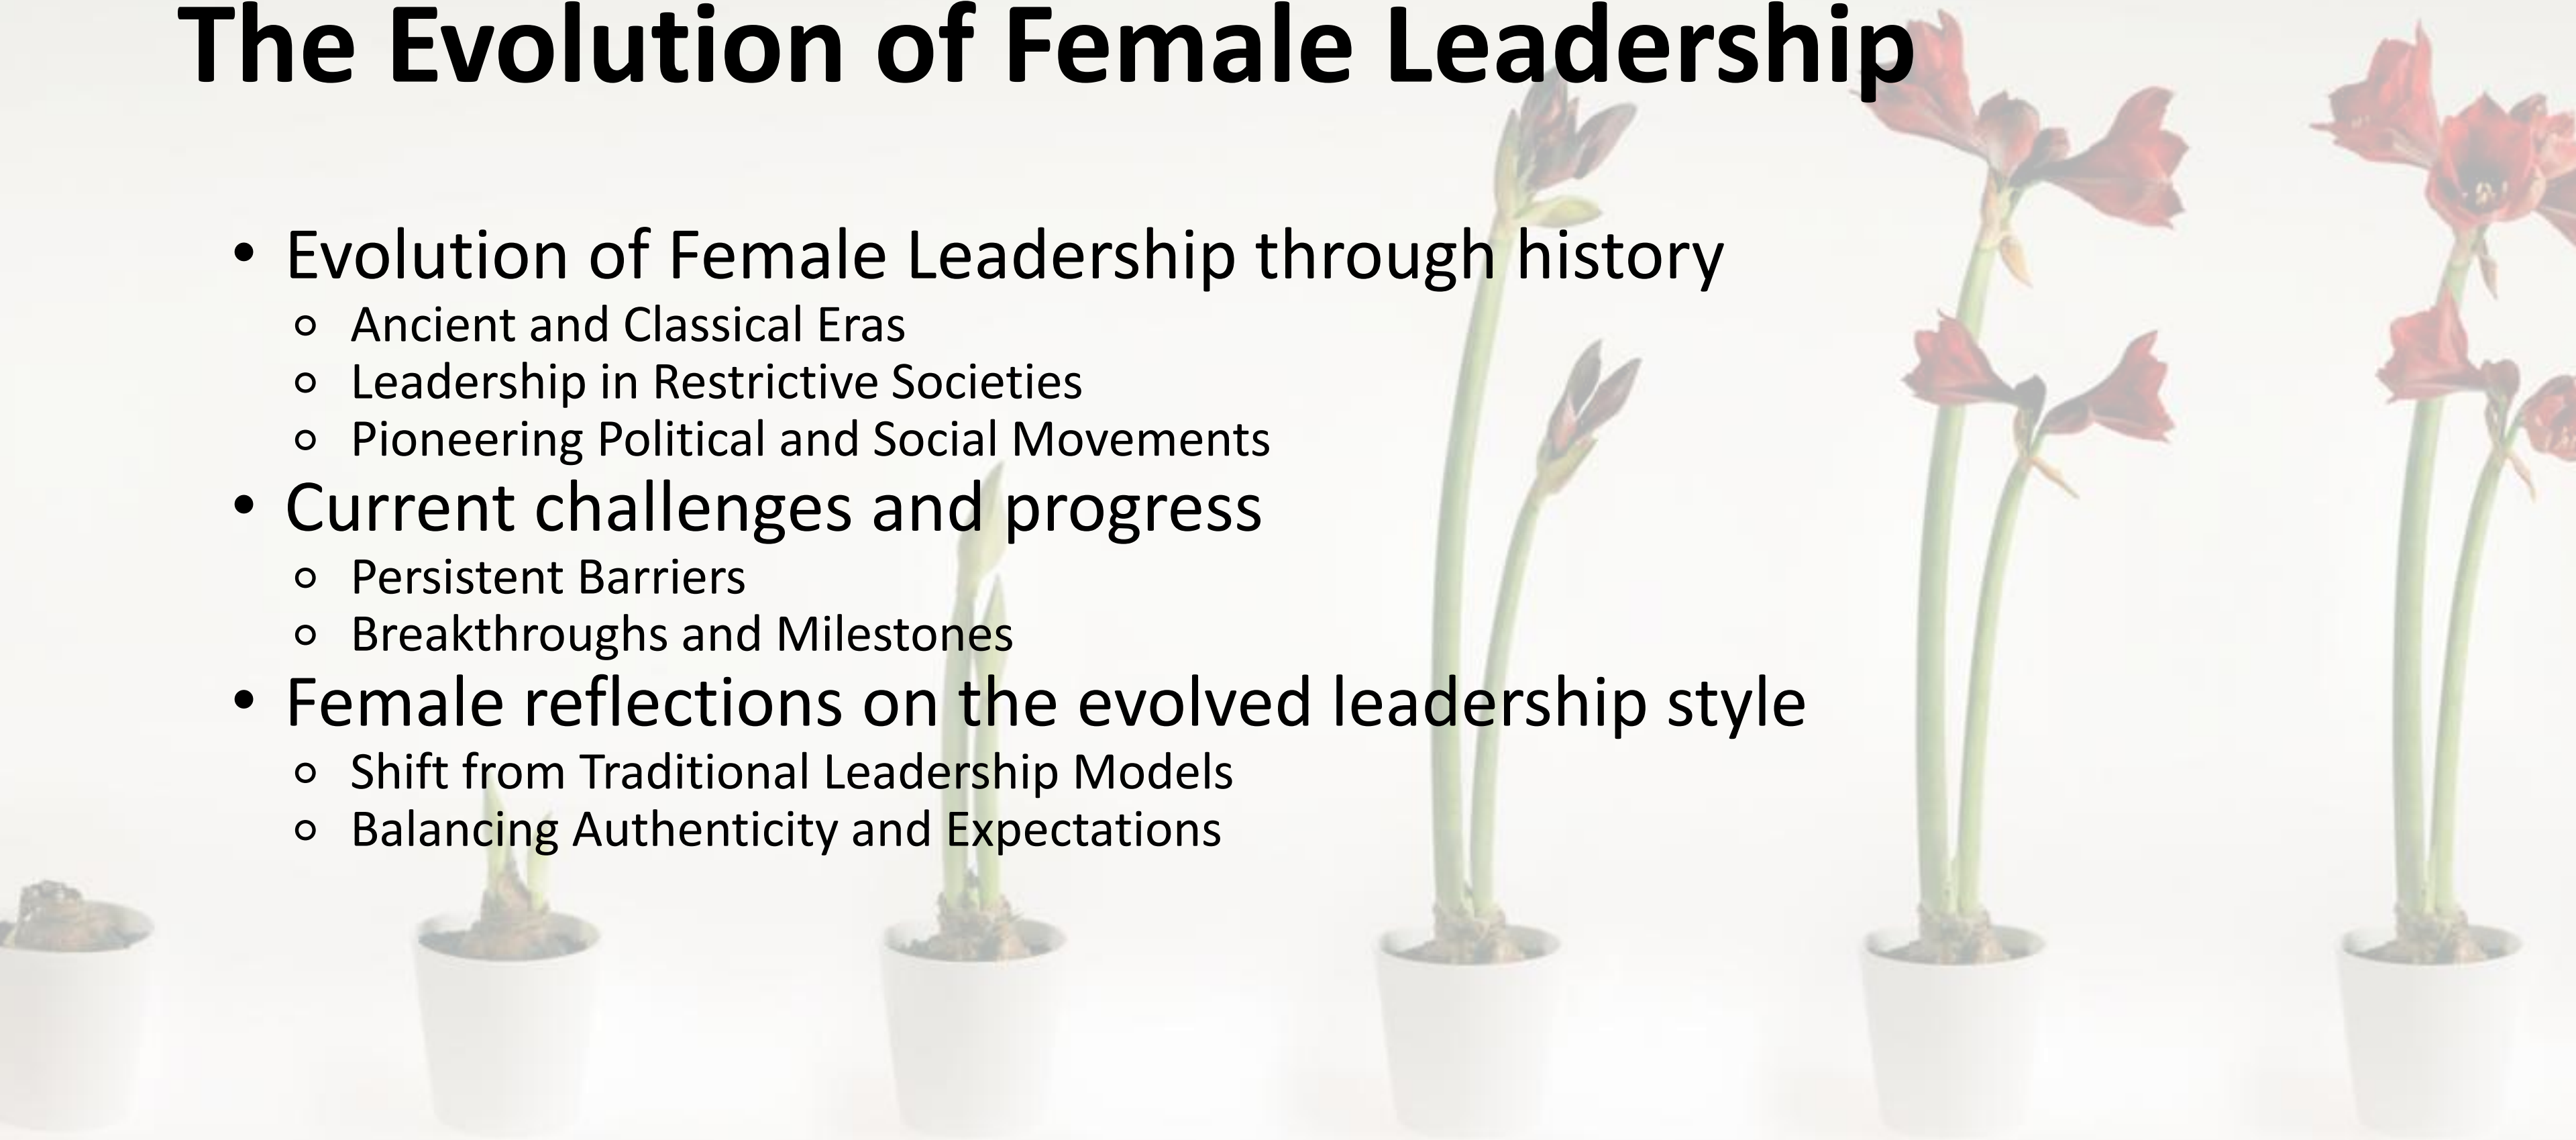 The Evolution of Female Leadership
• Evolution of Female Leadership through history
○ Ancient and Classical Eras
○ Leadership in Restrictive Societies
○ Pioneering Political and Social Movements
• Current challenges and progress
○ Persistent Barriers
○ Breakthroughs and Milestones
• Female reflections on the evolved leadership style
○ Shift from Traditional Leadership Models
○ Balancing Authenticity and Expectations